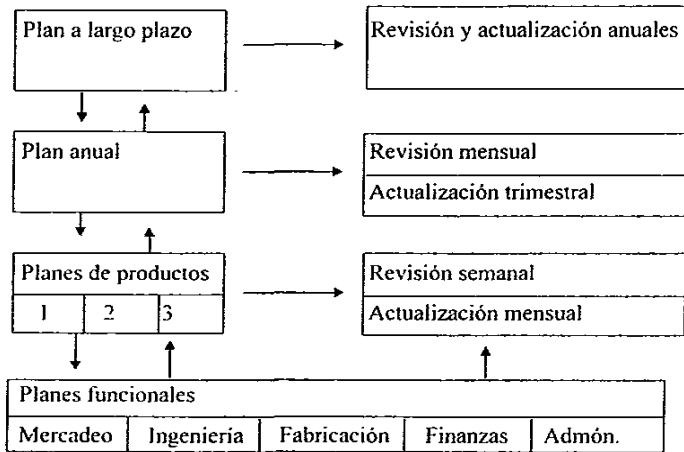 Plan a largo plazo
Revisión y actualización anuales
Plan anual
Revisión mensual
Actualización trimestral
Planes de productos
1 2 3
Revisión semanal
Actualización mensual
Planes funcionales
Mercadeo Ingeniería Fabricación Finanzas Admón.